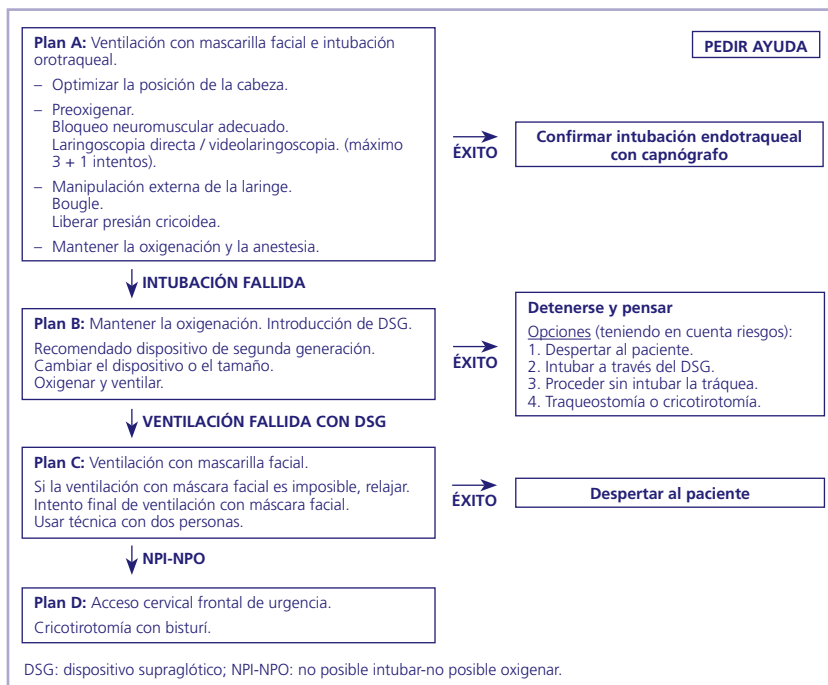 Plan A: Ventilación con mascarilla facial e intubación
orotraqueal.
– Optimizar la posición de la cabeza.
– Preoxigenar.
Bloqueo neuromuscular adecuado.
Laringoscopia directa / videolaringoscopia. (máximo
3 + 1 intentos).
– Manipulación externa de la laringe.
Bougle.
Liberar presián cricoidea.
– Mantener la oxigenación y la anestesia.
PEDIR AYUDA
ÉXITO
Confirmar intubación endotraqueal
con capnógrafo
INTUBACIÓN FALLIDA
Plan B: Mantener la oxigenación. Introducción de DSG.
Recomendado dispositivo de segunda generación.
Cambiar el dispositivo o el tamaño.
Oxigenar y ventilar.
ÉXITO
Detenerse y pensar
Opciones (teniendo en cuenta riesgos):
1. Despertar al paciente.
2. Intubar a través del DSG.
3. Proceder sin intubar la tráquea.
4. Traqueostomía o cricotirotomía.
VENTILACIÓN FALLIDA CON DSG
Plan C: Ventilación con mascarilla facial.
Si la ventilación con máscara facial es imposible, relajar.
Intento final de ventilación con máscara facial.
Usar técnica con dos personas.
ÉXITO
Despertar al paciente
NPI-NPO
Plan D: Acceso cervical frontal de urgencia.
Cricotirotomía con bisturí.
DSG: dispositivo supraglótico; NPI-NPO: no posible intubar-no posible oxigenar.